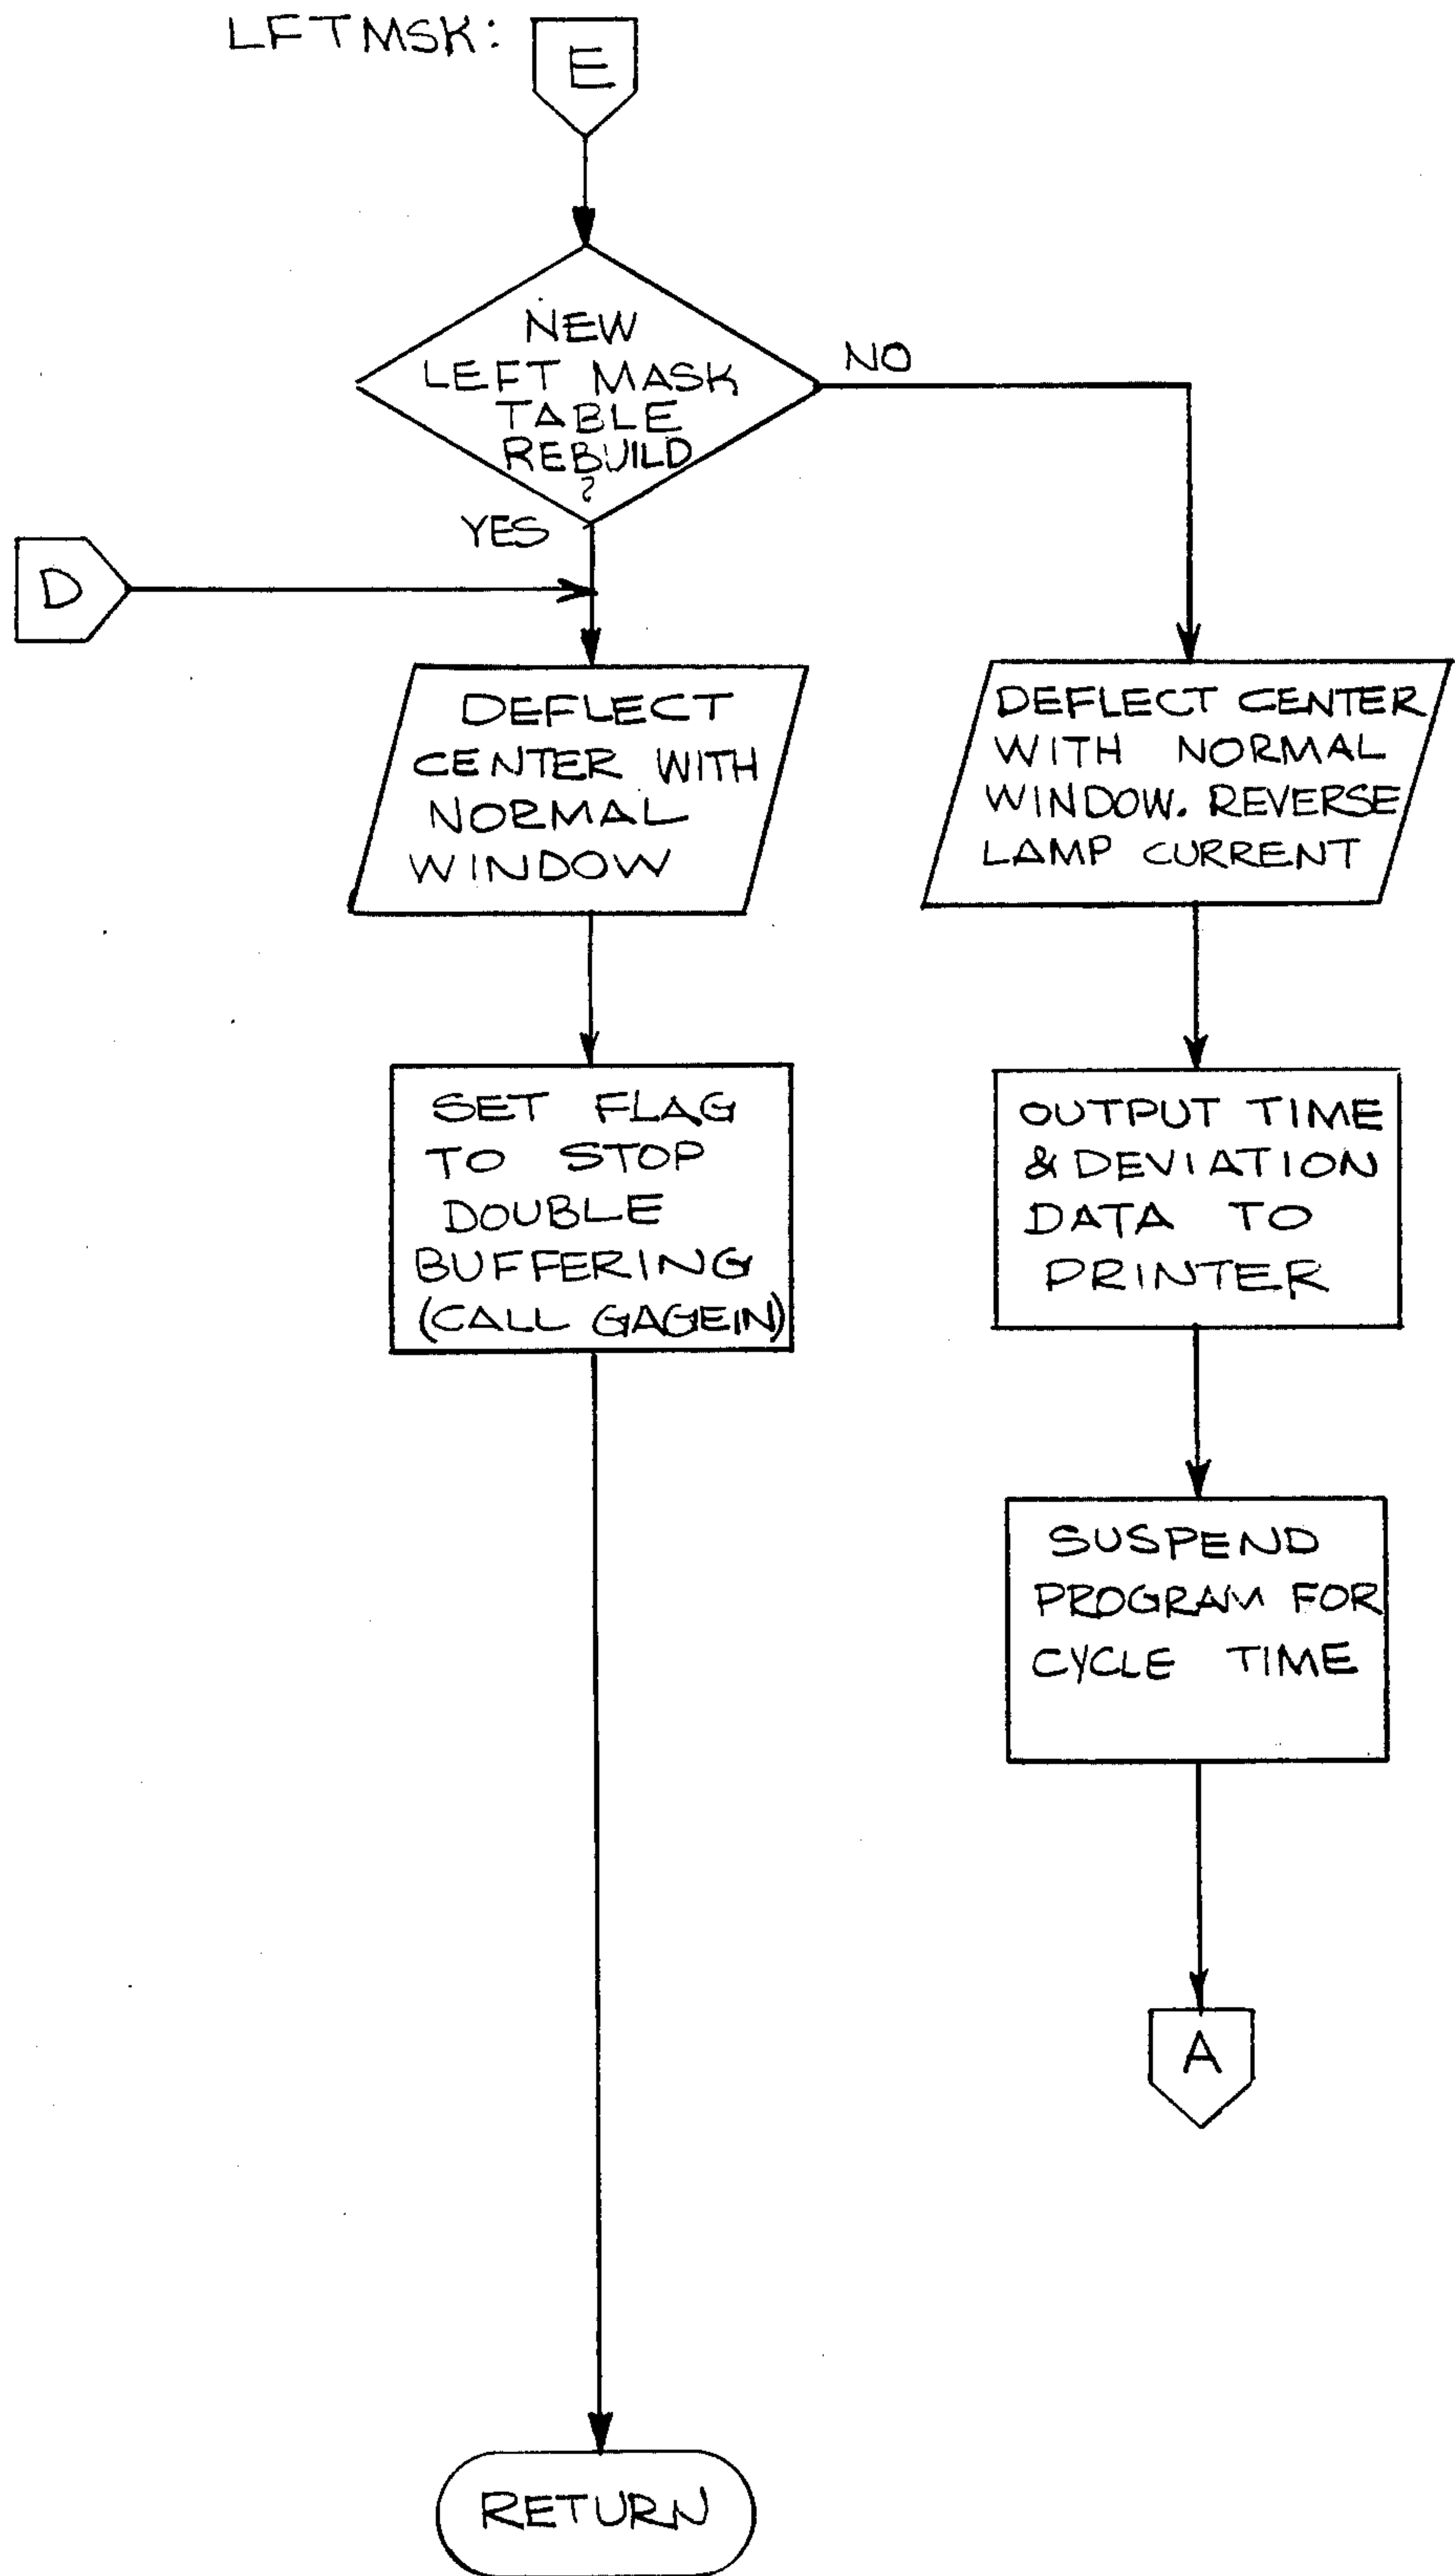 LFTMSK:
E
NEW
LEFT MASK
TABLE
REBUILD
?
NO
YES
D
DEFLECT
CENTER WITH
NORMAL
WINDOW
DEFLECT CENTER
WITH NORMAL
WINDOW. REVERSE
LAMP CURRENT
SET FLAG
TO STOP
DOUBLE
BUFFERING
(CALL GAGEIN)
OUTPUT TIME
& DEVIATION
DATA TO
PRINTER
SUSPEND
PROGRAM FOR
CYCLE TIME
A
RETURN